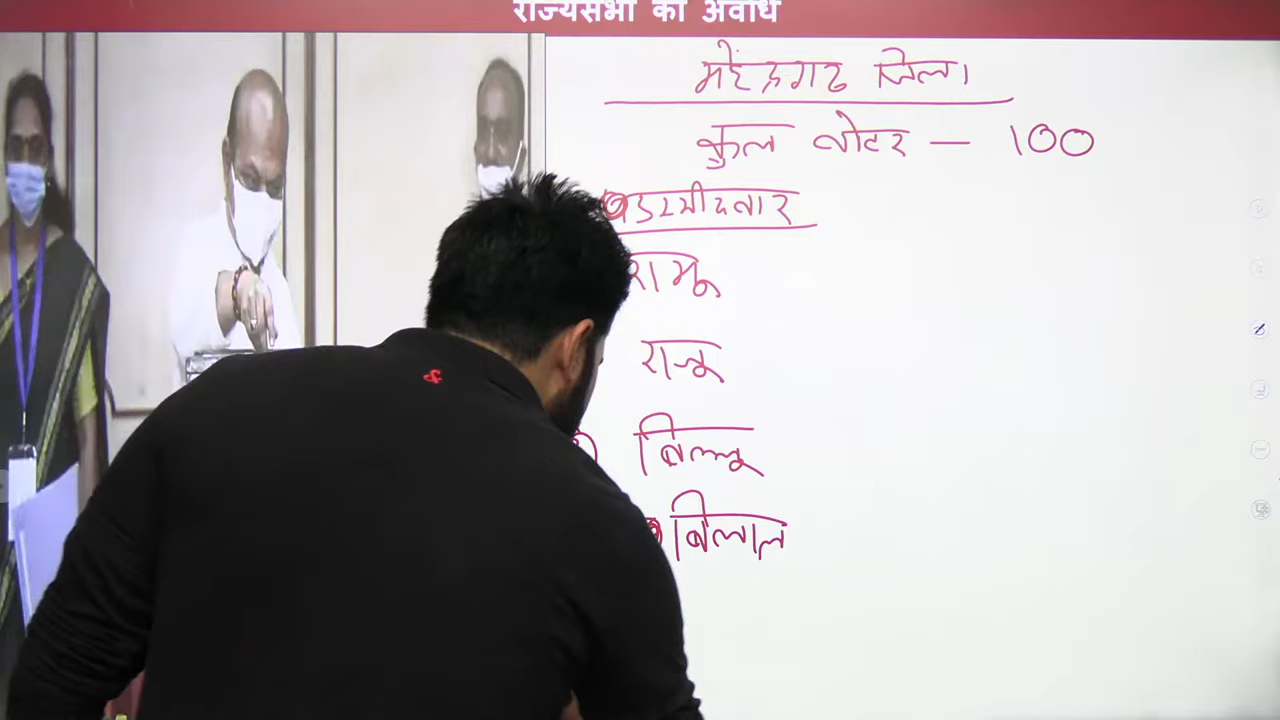 राज्यसभा की अवधि
महेंद्रगढ जिला
कुल वोटर — 100
उम्मीदवार
रामू
राजू
बिल्लू
बिलाल